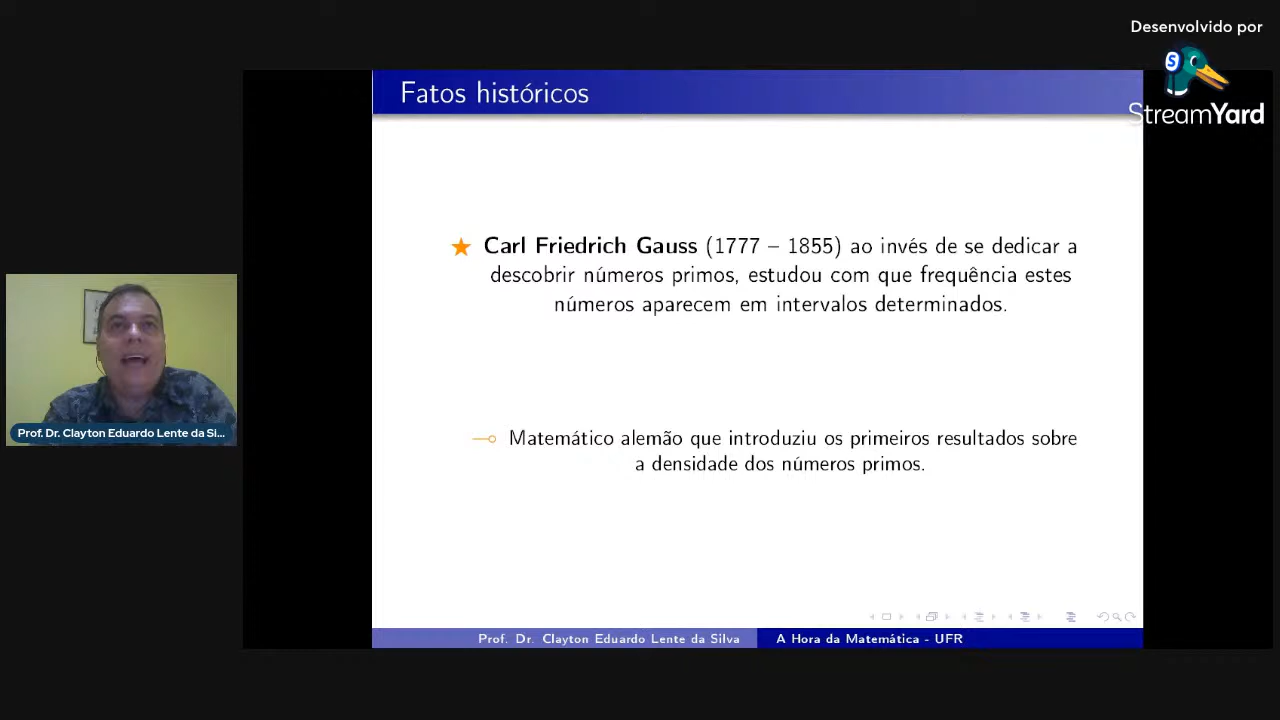 Desenvolvido por
StreamYard
Fatos históricos
Carl Friedrich Gauss (1777 – 1855) ao invés de se dedicar a
descobrir números primos, estudou com que frequência estes
números aparecem em intervalos determinados.
Matemático alemão que introduziu os primeiros resultados sobre
a densidade dos números primos.
Prof. Dr. Clayton Eduardo Lente da Si...
Prof. Dr. Clayton Eduardo Lente da Silva
A Hora da Matemática - UFR